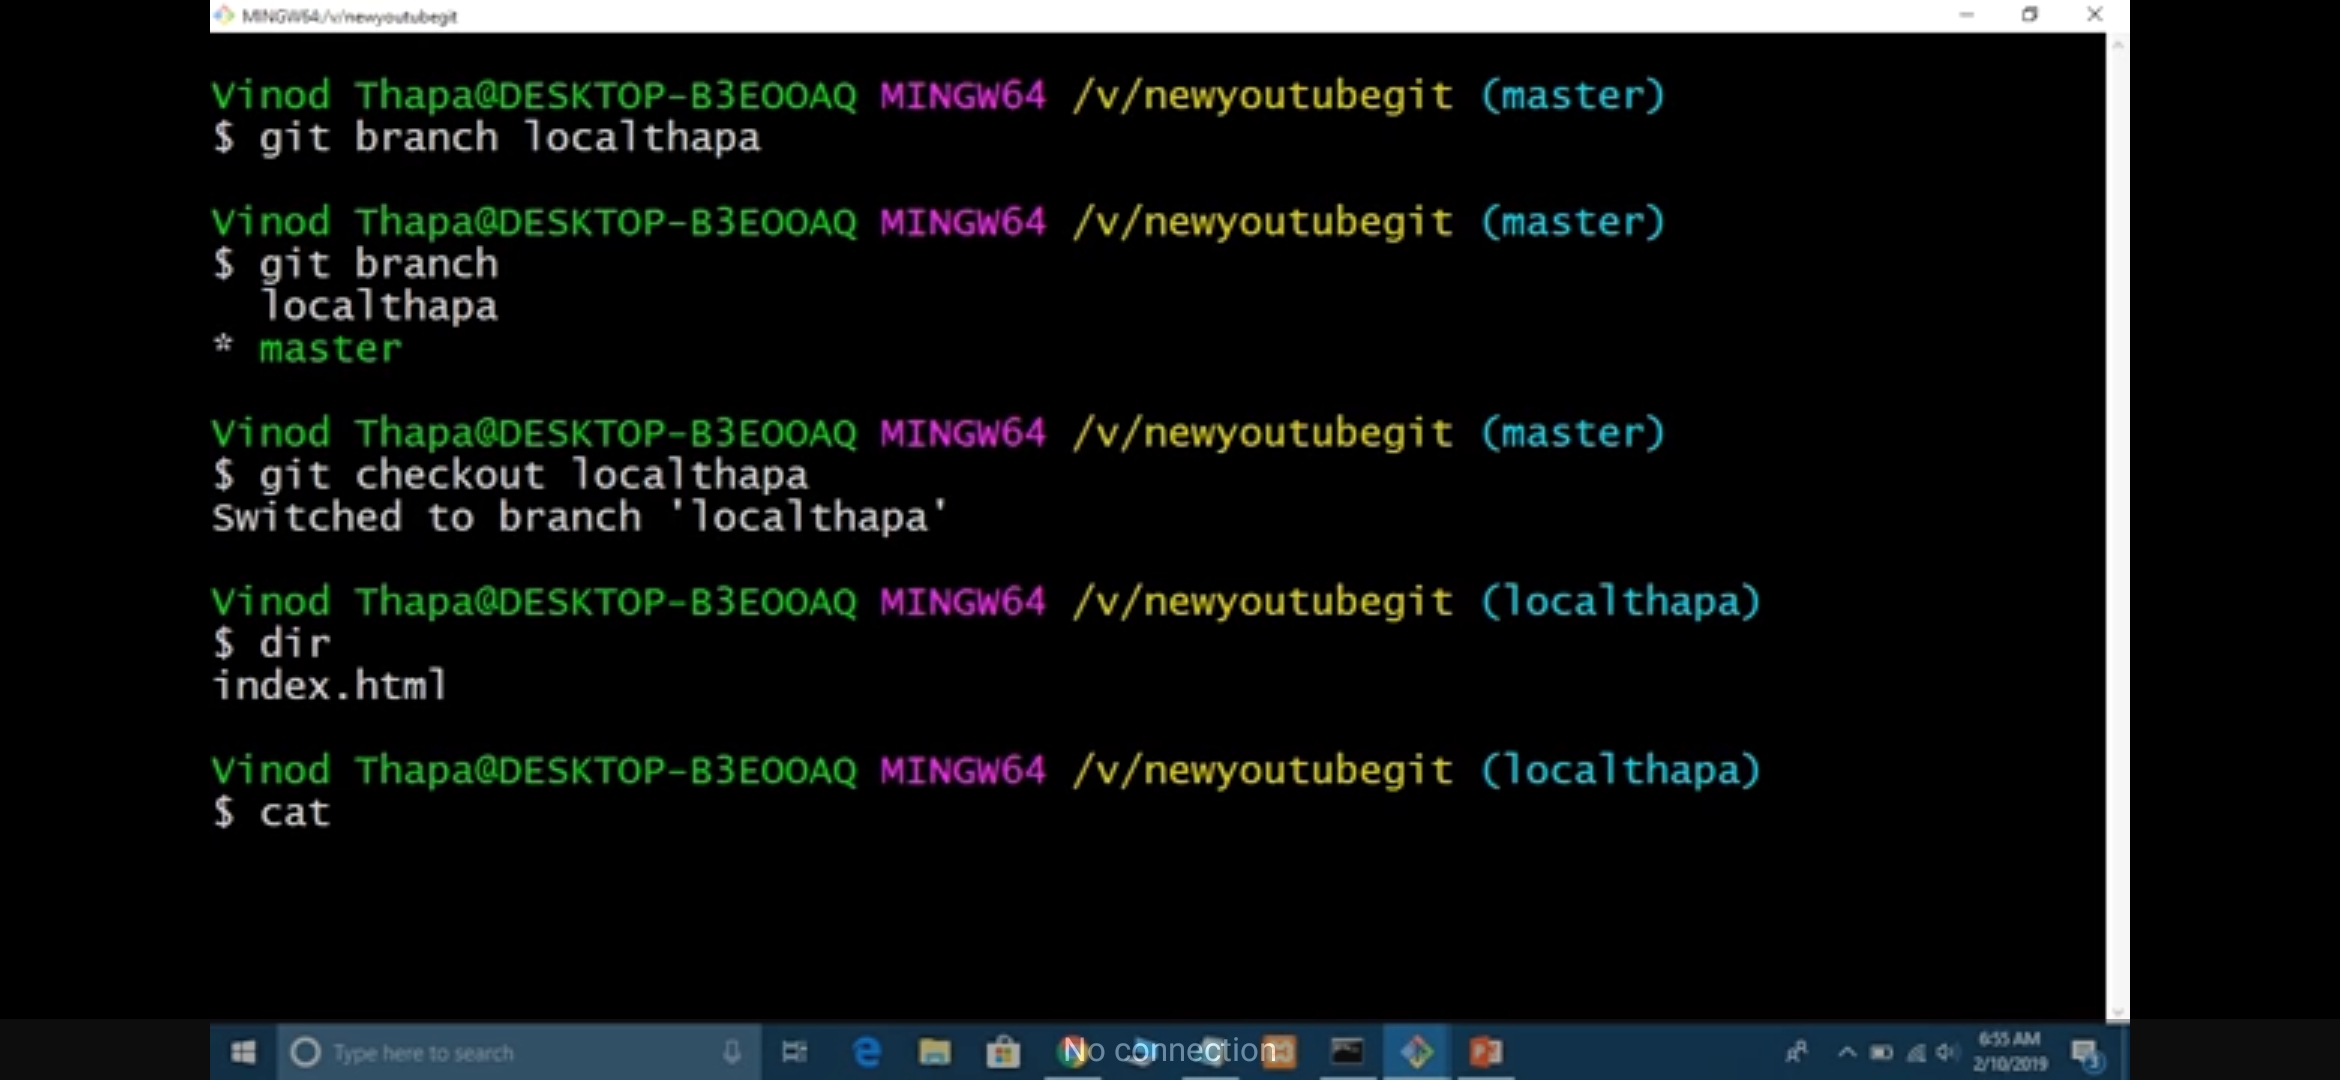 MINGW64:/v/newyoutubegit
Vinod Thapa@DESKTOP-B3EOOAQ MINGW64 /v/newyoutubegit (master)
$ git branch localthapa
Vinod Thapa@DESKTOP-B3EOOAQ MINGW64 /v/newyoutubegit (master)
$ git branch
localthapa
* master
Vinod Thapa@DESKTOP-B3EOOAQ MINGW64 /v/newyoutubegit (master)
$ git checkout localthapa
Switched to branch 'localthapa'
Vinod Thapa@DESKTOP-B3EOOAQ MINGW64 /v/newyoutubegit (localthapa)
$ dir
index.html
Vinod Thapa@DESKTOP-B3EOOAQ MINGW64 /v/newyoutubegit (localthapa)
$ cat
Type here to search
No connection
6:55 AM
2/10/2019